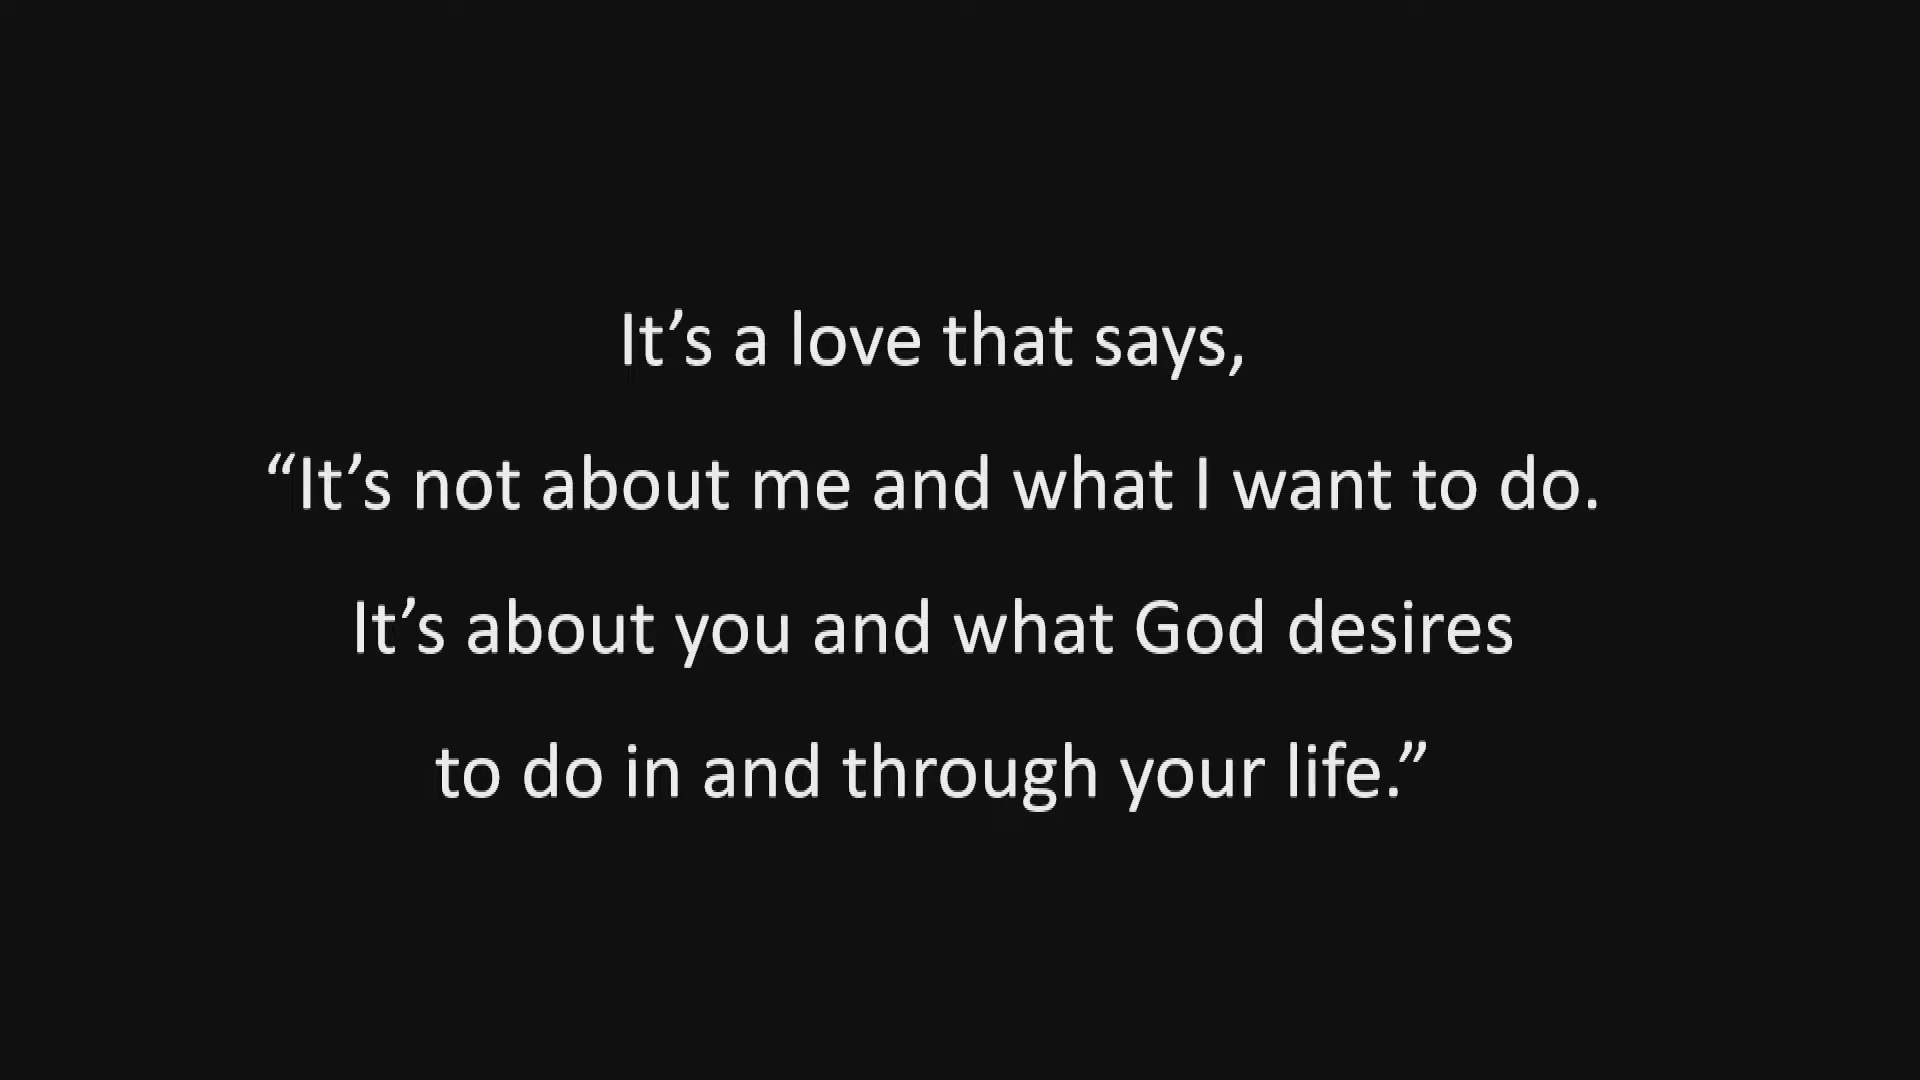 It’s a love that says,
“It’s not about me and what I want to do.
It’s about you and what God desires
to do in and through your life.”